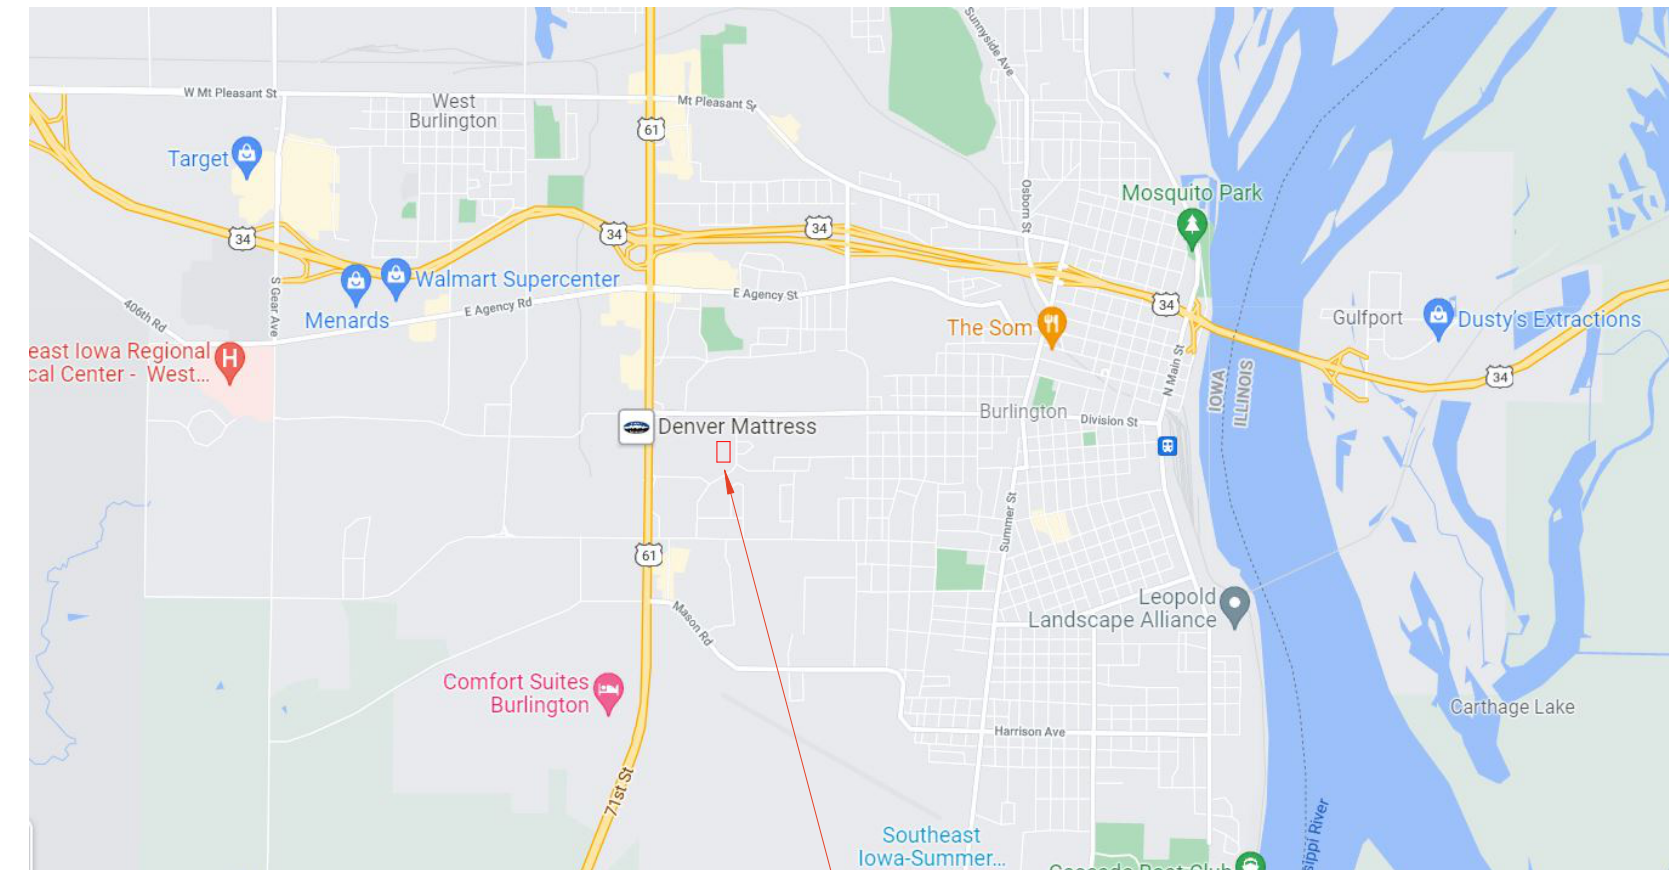 Sunnyside Ave
W Mt Pleasant St
West
Burlington
Mt Pleasant St
61
Target
Osborn St
Mosquito Park
34
34
34
Walmart Supercenter
S Gear Ave
E Agency St
E Agency Rd
406th Rd
Menards
34
Gulfport
Dusty's Extractions
The Som
east Iowa Regional
cal Center - West...
H
N Main St
IOWA
ILLINOIS
34
Denver Mattress
Burlington
Division St
Summer St
61
Mason Rd
Leopold
Landscape Alliance
Comfort Suites
Burlington
Carthage Lake
Harrison Ave
71st St
Southeast
Iowa-Summer...
ippi River